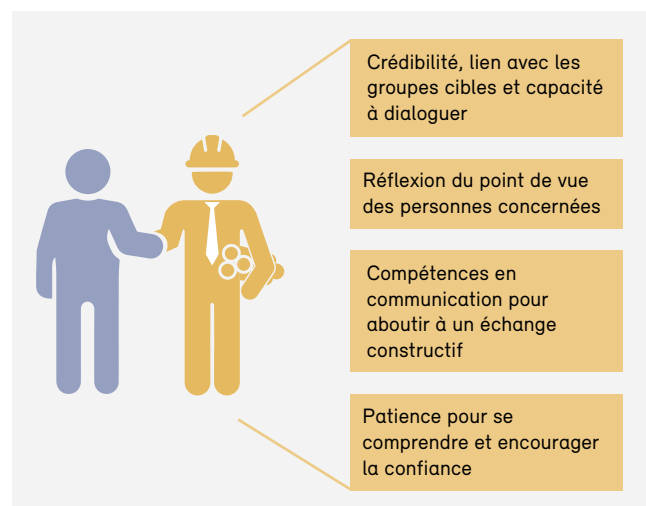 Crédibilité, lien avec les
groupes cibles et capacité
à dialoguer
Réflexion du point de vue
des personnes concernées
Compétences en
communication pour
aboutir à un échange
constructif
Patience pour se
comprendre et encourager
la confiance